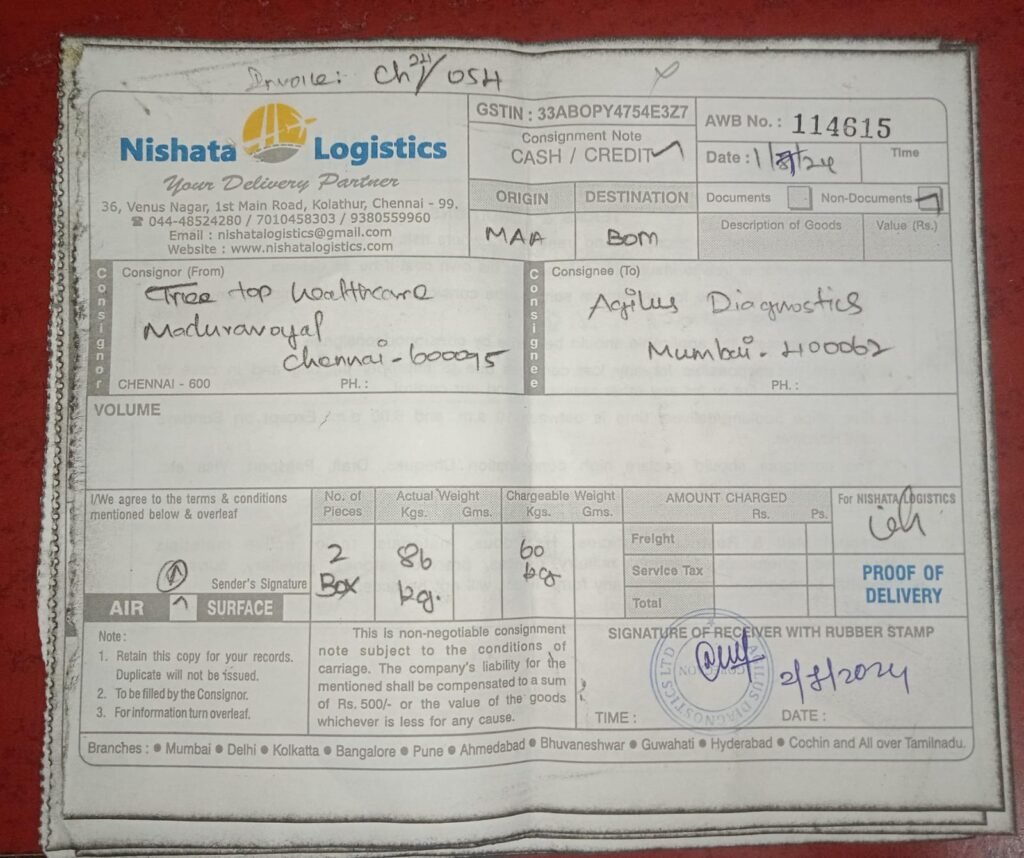 Invoice: Ch/24/054
Nishata Logistics
Your Delivery Partner
36, Venus Nagar, 1st Main Road, Kolathur, Chennai - 99.
☎ 044-48524280 / 7010458303 / 9380559960
Email : nishatalogistics@gmail.com
Website : www.nishatalogistics.com
GSTIN : 33ABOPY4754E3Z7
Consignment Note
CASH / CREDIT ✓
AWB No. : 114615
Date : 1/8/24
Time
ORIGIN DESTINATION
MAA BOM
Documents Non-Documents ✓
Description of Goods Value (Rs.)
Consignor
Consignor (From)
Tree top healthcare
Maduravoyal
Chennai - 600095
CHENNAI - 600 PH. :
Consignee
Consignee (To)
Agilus Diagnostics
Mumbai - 400062
PH. :
VOLUME
I/We agree to the terms & conditions
mentioned below & overleaf
Sender's Signature
AIR ✓ SURFACE
No. of Pieces
2
Box
Actual Weight
Kgs. Gms.
86
kg.
Chargeable Weight
Kgs. Gms.
60
kg
AMOUNT CHARGED
Rs. Ps.
Freight
Service Tax
Total
For NISHATA LOGISTICS
PROOF OF
DELIVERY
Note :
1. Retain this copy for your records.
Duplicate will not be issued.
2. To be filled by the Consignor.
3. For information turn overleaf.
This is non-negotiable consignment
note subject to the conditions of
carriage. The company's liability for the
mentioned shall be compensated to a sum
of Rs. 500/- or the value of the goods
whichever is less for any cause.
SIGNATURE OF RECEIVER WITH RUBBER STAMP
AGILUS DIAGNOSTICS LTD
2/8/2024
TIME : DATE :
Branches : ● Mumbai ● Delhi ● Kolkatta ● Bangalore ● Pune ● Ahmedabad ● Bhuvaneshwar ● Guwahati ● Hyderabad ● Cochin and All over Tamilnadu.